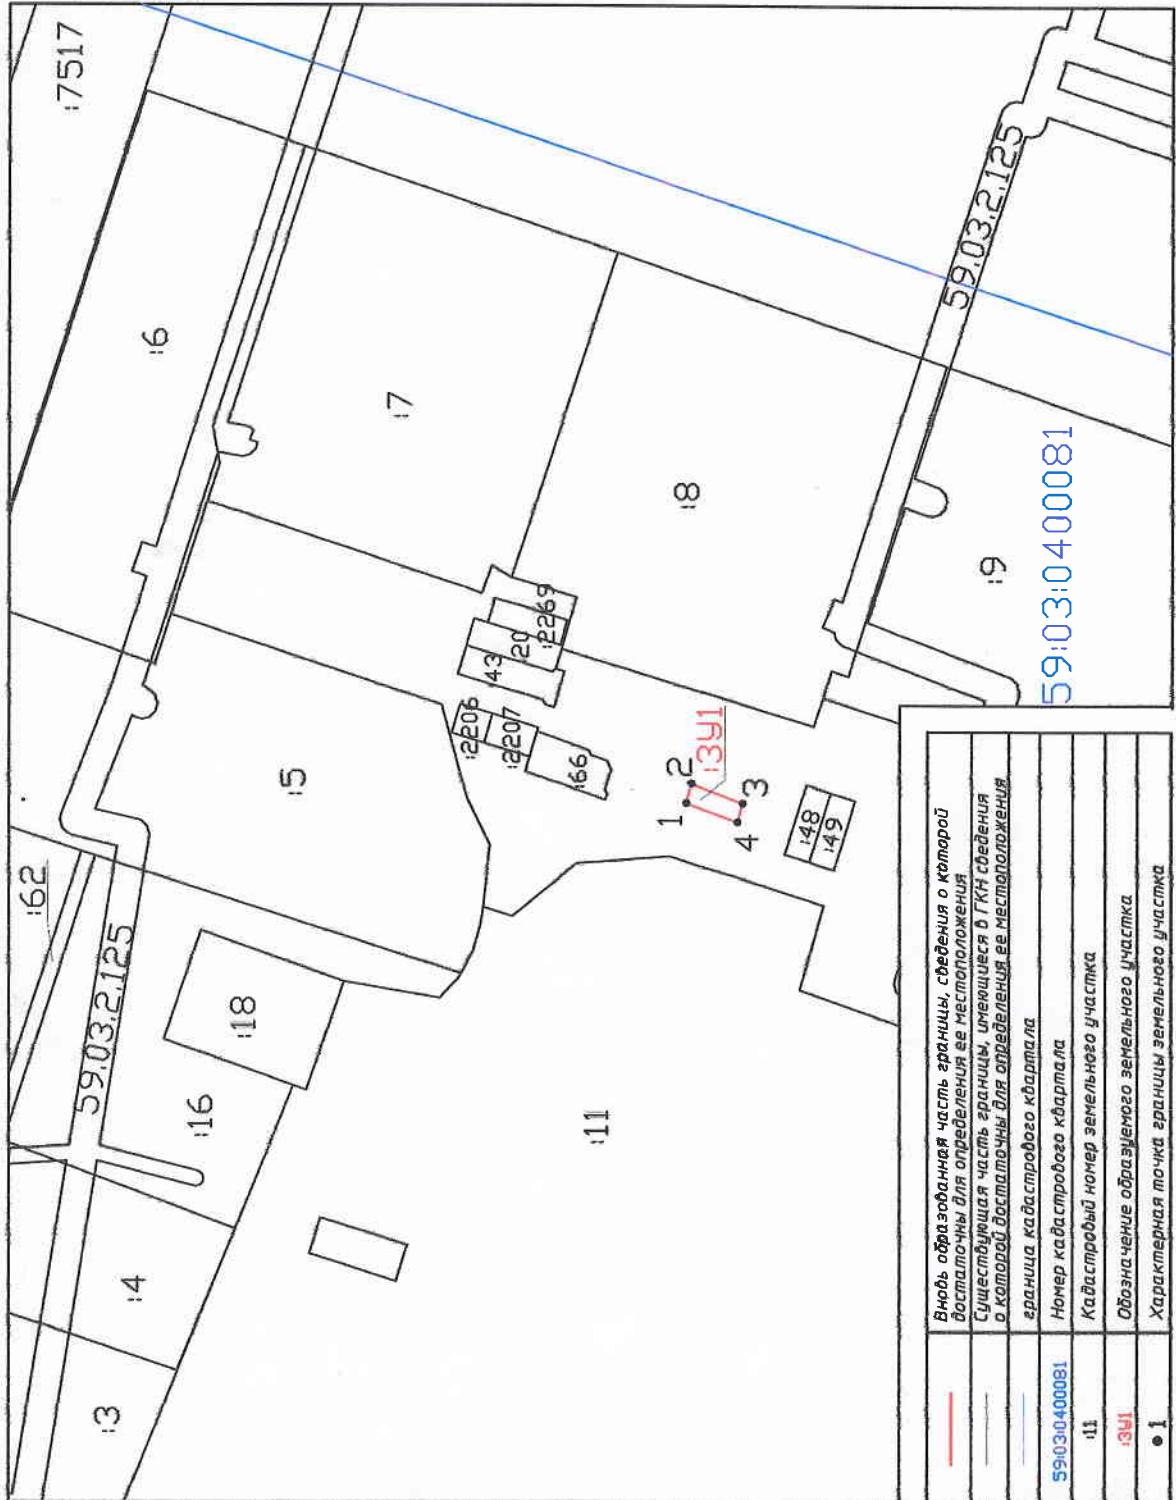 :7517
:6
:7
:62
59.03.2.125
:5
:18
:16
:4
:3
:2206
:2207
:43
:20
:2269
:66
:8
1
2
3
4
:ЗУ1
:148
:149
:11
59.03.2.125
:9
59:03:0400081
Вновь образованная часть границы, сведения о которой
достаточны для определения ее местоположения
Существующая часть границы, имеющиеся в ГКН сведения
о которой достаточны для определения ее местоположения
граница кадастрового квартала
59:03:0400081
Номер кадастрового квартала
:11
Кадастровый номер земельного участка
:ЗУ1
Обозначение образуемого земельного участка
1
Характерная точка границы земельного участка